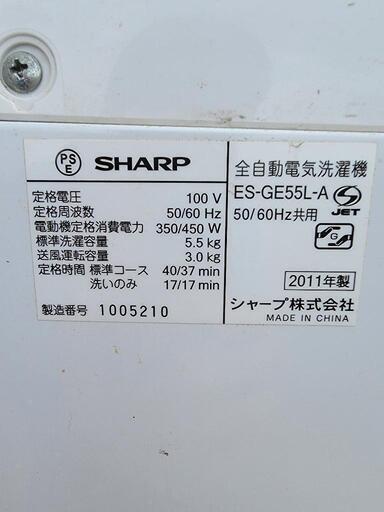 PS
E
SHARP
定格電圧 100 V
定格周波数 50/60 Hz
電動機定格消費電力 350/450 W
標準洗濯容量 5.5 kg
送風運転容量 3.0 kg
定格時間 標準コース 40/37 min
洗いのみ 17/17 min
製造番号 1005210
全自動電気洗濯機
ES-GE55L-A
50/60Hz共用
JET
G
2011年製
シャープ株式会社
MADE IN CHINA